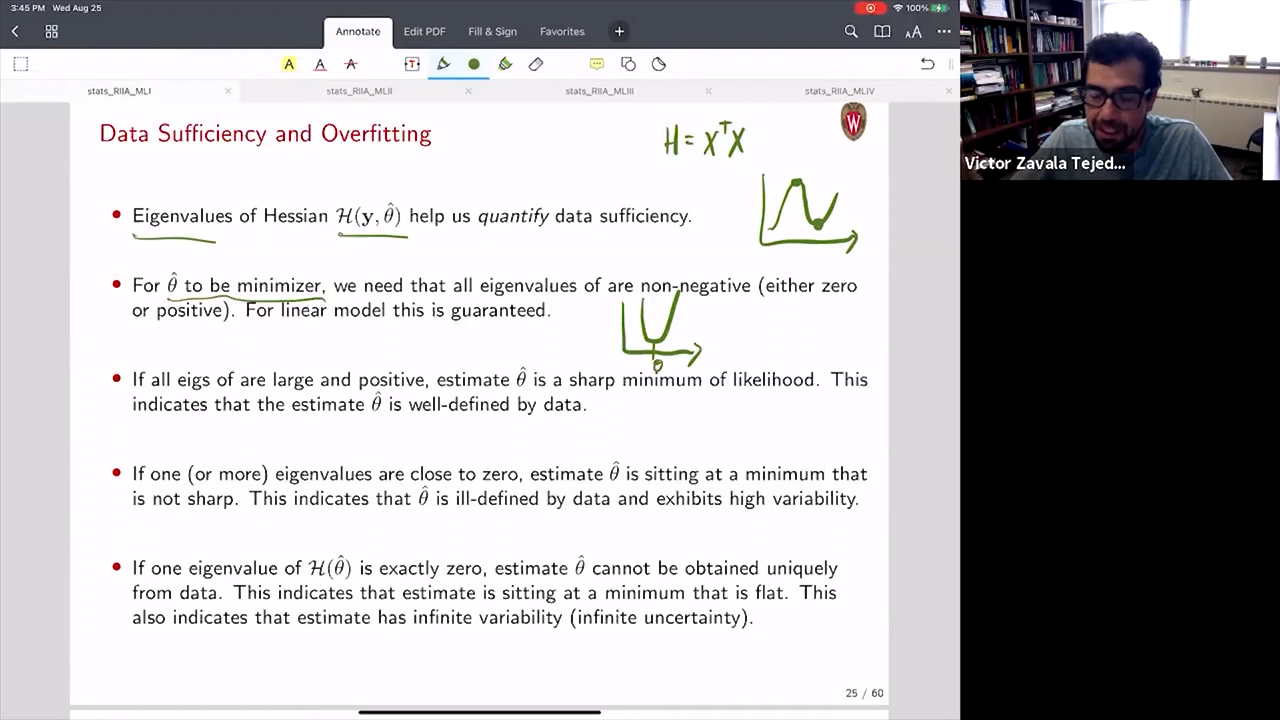 3:45 PM Wed Aug 25
100%
Annotate
Edit PDF
Fill & Sign
Favorites
stats_RIIA_MLI
stats_RIIA_MLII
stats_RIIA_MLIII
stats_RIIA_MLIV
Data Sufficiency and Overfitting
H = XᵀX
W
• Eigenvalues of Hessian ℋ(y, θ̂) help us quantify data sufficiency.
• For θ̂ to be minimizer, we need that all eigenvalues of are non-negative (either zero
or positive). For linear model this is guaranteed.
θ
• If all eigs of are large and positive, estimate θ̂ is a sharp minimum of likelihood. This
indicates that the estimate θ̂ is well-defined by data.
• If one (or more) eigenvalues are close to zero, estimate θ̂ is sitting at a minimum that
is not sharp. This indicates that θ̂ is ill-defined by data and exhibits high variability.
• If one eigenvalue of ℋ(θ̂) is exactly zero, estimate θ̂ cannot be obtained uniquely
from data. This indicates that estimate is sitting at a minimum that is flat. This
also indicates that estimate has infinite variability (infinite uncertainty).
25 / 60
Victor Zavala Tejed...